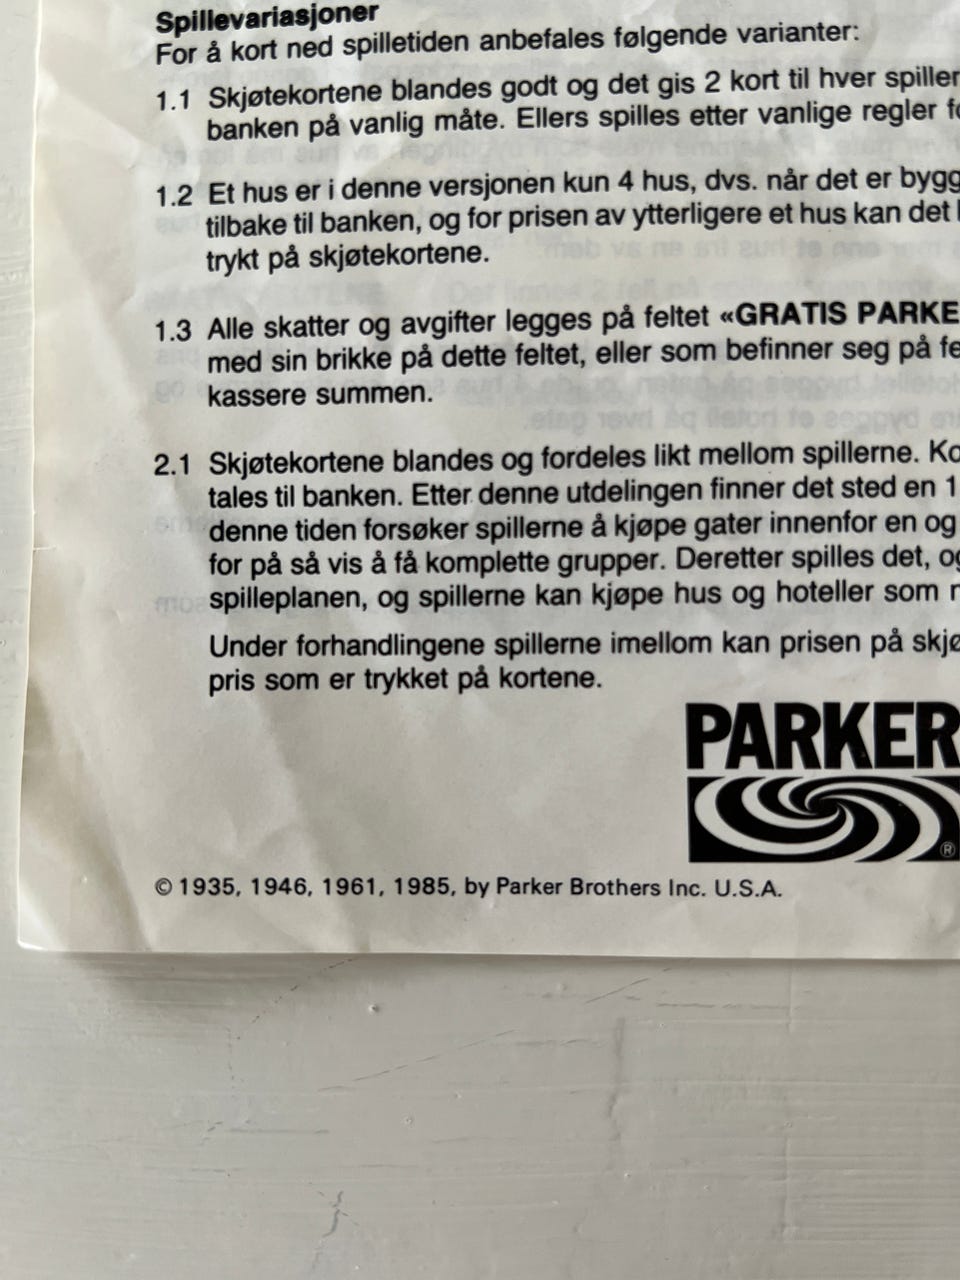 Spillevariasjoner
For å kort ned spilletiden anbefales følgende varianter:
1.1 Skjøtekortene blandes godt og det gis 2 kort til hver spiller
banken på vanlig måte. Ellers spilles etter vanlige regler
1.2 Et hus er i denne versjonen kun 4 hus, dvs. når det er
tilbake til banken, og for prisen av ytterligere et hus kan det
trykt på skjøtekortene.
1.3 Alle skatter og avgifter legges på feltet «GRATIS
med sin brikke på dette feltet, eller som befinner seg på
kassere summen.
2.1 Skjøtekortene blandes og fordeles likt mellom spillerne.
tales til banken. Etter denne utdelingen finner det sted en 1
denne tiden forsøker spillerne å kjøpe gater innenfor en og
for på så vis å få komplette grupper. Deretter spilles det,
spilleplanen, og spillerne kan kjøpe hus og hoteller som
Under forhandlingene spillerne imellom kan prisen på
pris som er trykket på kortene.
PARKER
®
© 1935, 1946, 1961, 1985, by Parker Brothers Inc. U.S.A.